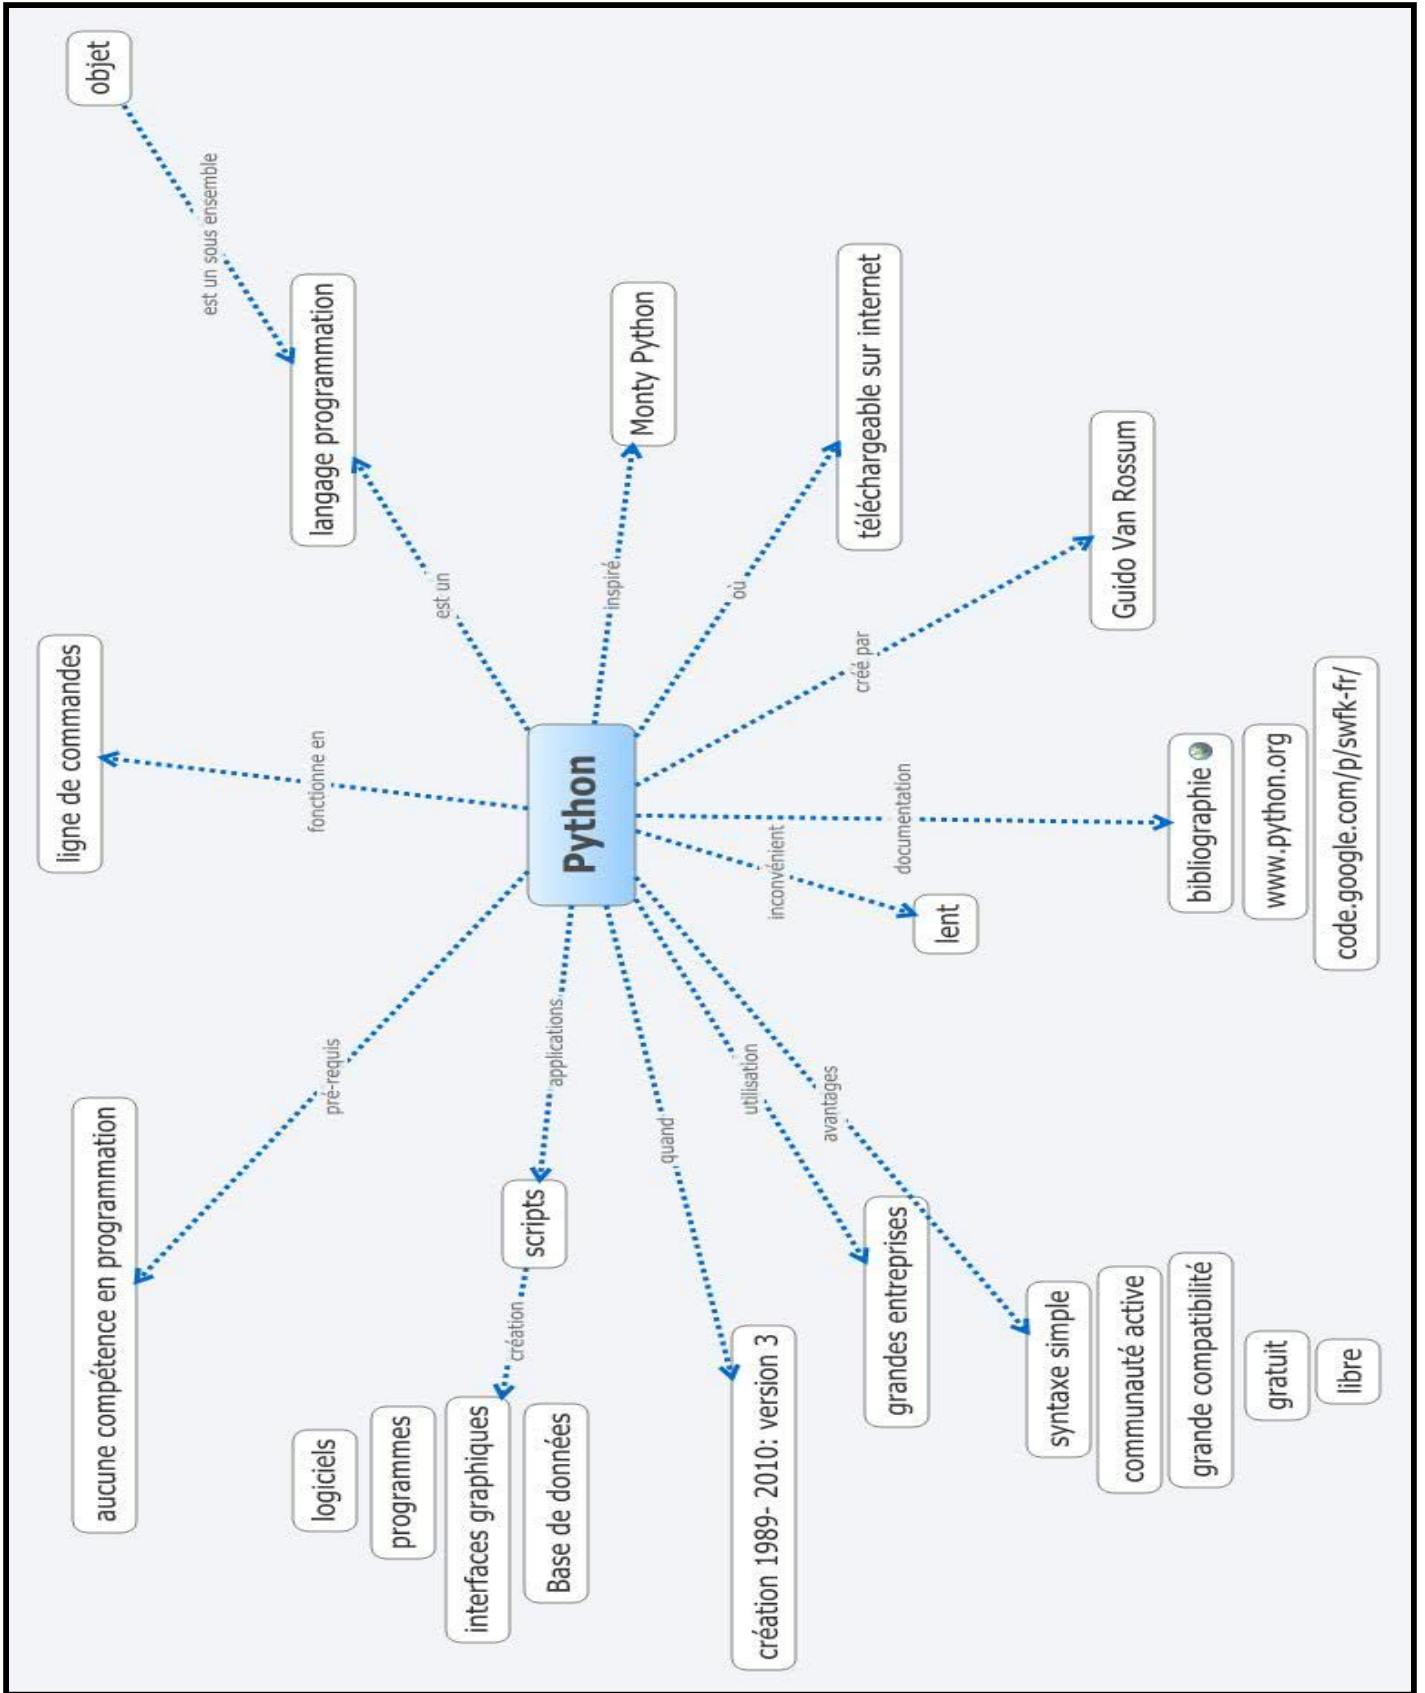 aucune compétence en programmation
ligne de commandes
objet
pré-requis
fonctionne en
est un sous ensemble
logiciels
programmes
interfaces graphiques
Base de données
création
scripts
applications
Python
est un
langage programmation
inspiré
Monty Python
quand
création 1989- 2010: version 3
où
téléchargeable sur internet
utilisation
grandes entreprises
inconvénient
lent
créé par
Guido Van Rossum
avantages
syntaxe simple
communauté active
grande compatibilité
gratuit
libre
documentation
bibliographie
www.python.org
code.google.com/p/swfk-fr/